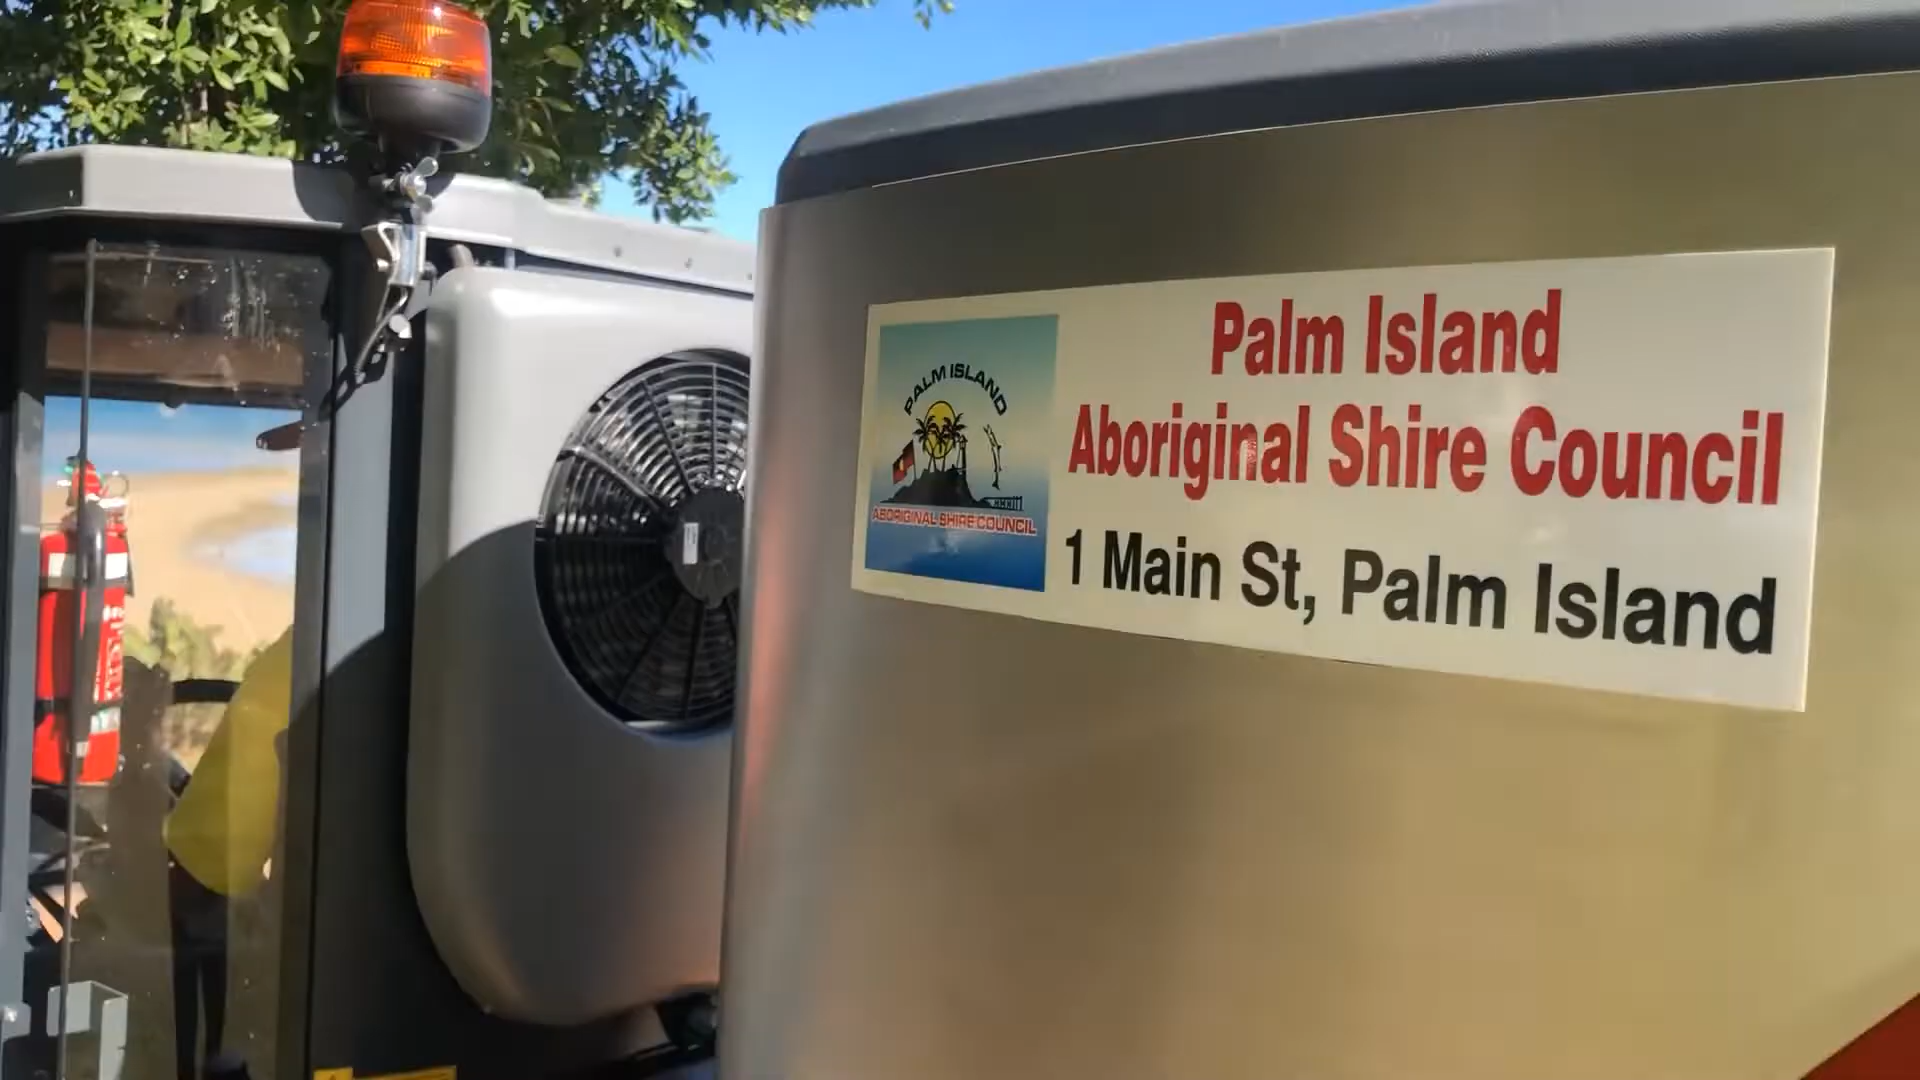 PALM ISLAND
ABORIGINAL SHIRE COUNCIL
Palm Island
Aboriginal Shire Council
1 Main St, Palm Island